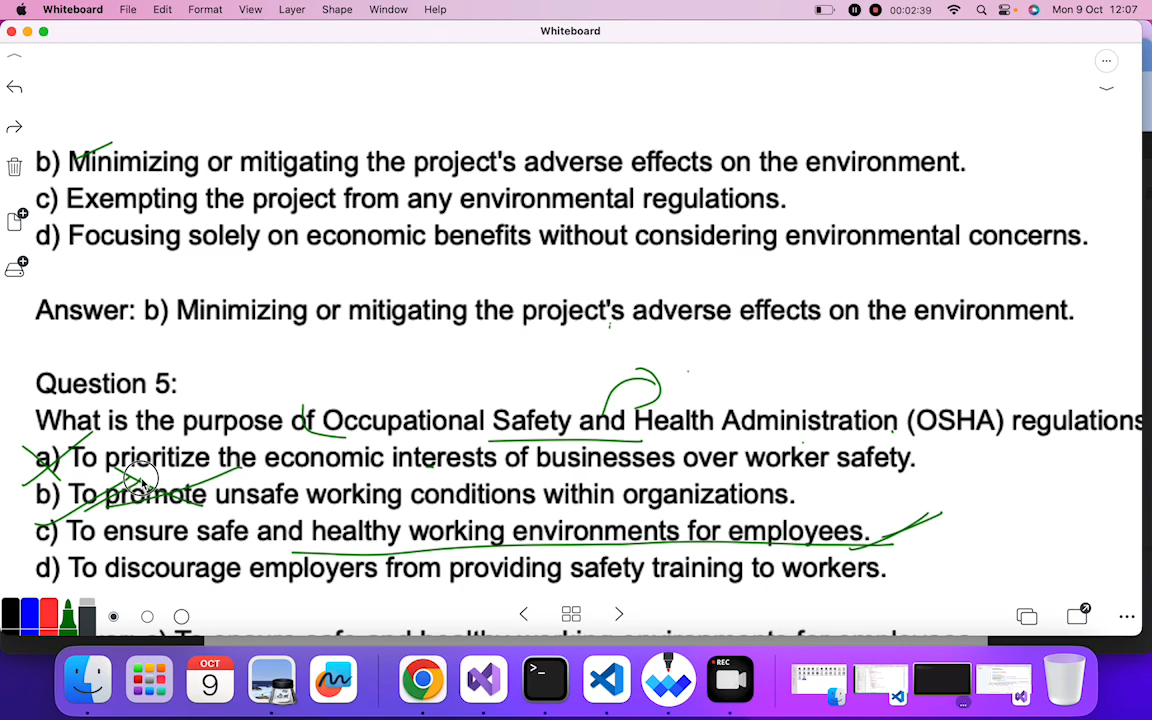 Whiteboard File Edit Format View Layer Shape Window Help 00:02:39 Mon 9 Oct 12:07
Whiteboard
b) Minimizing or mitigating the project's adverse effects on the environment.
c) Exempting the project from any environmental regulations.
d) Focusing solely on economic benefits without considering environmental concerns.
Answer: b) Minimizing or mitigating the project's adverse effects on the environment.
Question 5:
What is the purpose of Occupational Safety and Health Administration (OSHA) regulations
a) To prioritize the economic interests of businesses over worker safety.
b) To promote unsafe working conditions within organizations.
c) To ensure safe and healthy working environments for employees.
d) To discourage employers from providing safety training to workers.
OCT
9
REC